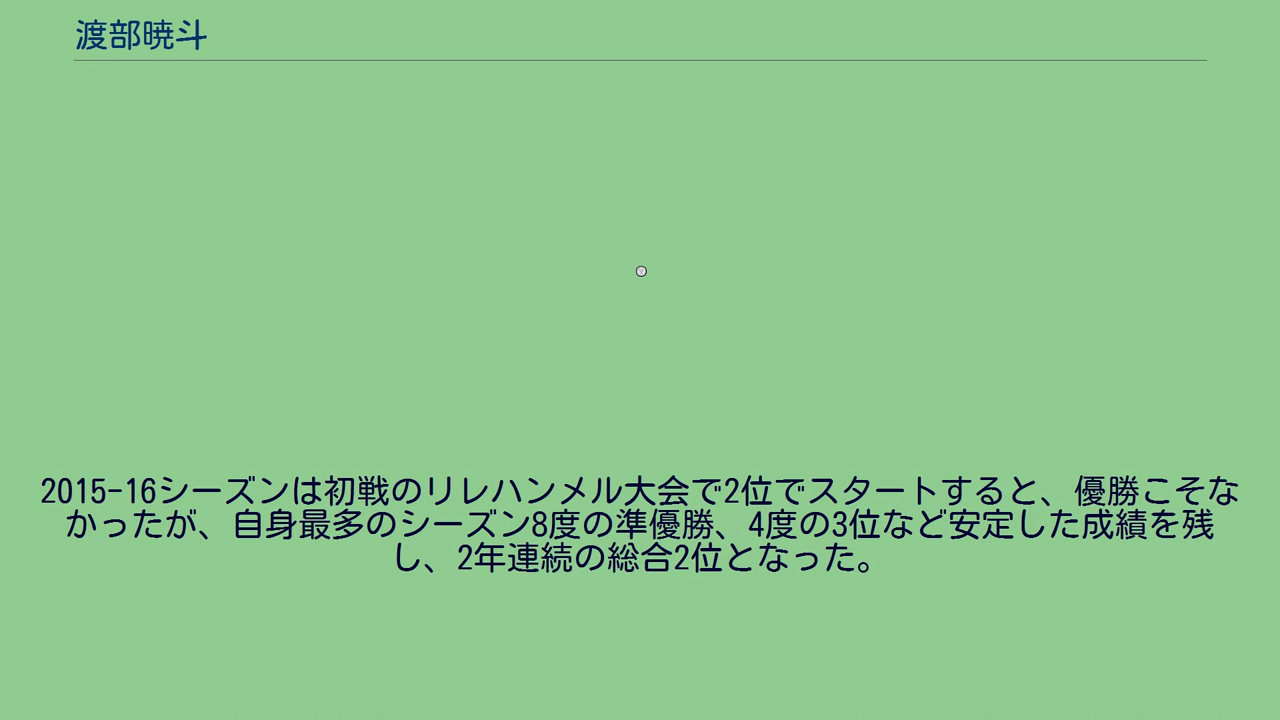 渡部暁斗
2015-16シーズンは初戦のリレハンメル大会で2位でスタートすると、優勝こそな
かったが、自身最多のシーズン8度の準優勝、4度の3位など安定した成績を残
し、2年連続の総合2位となった。